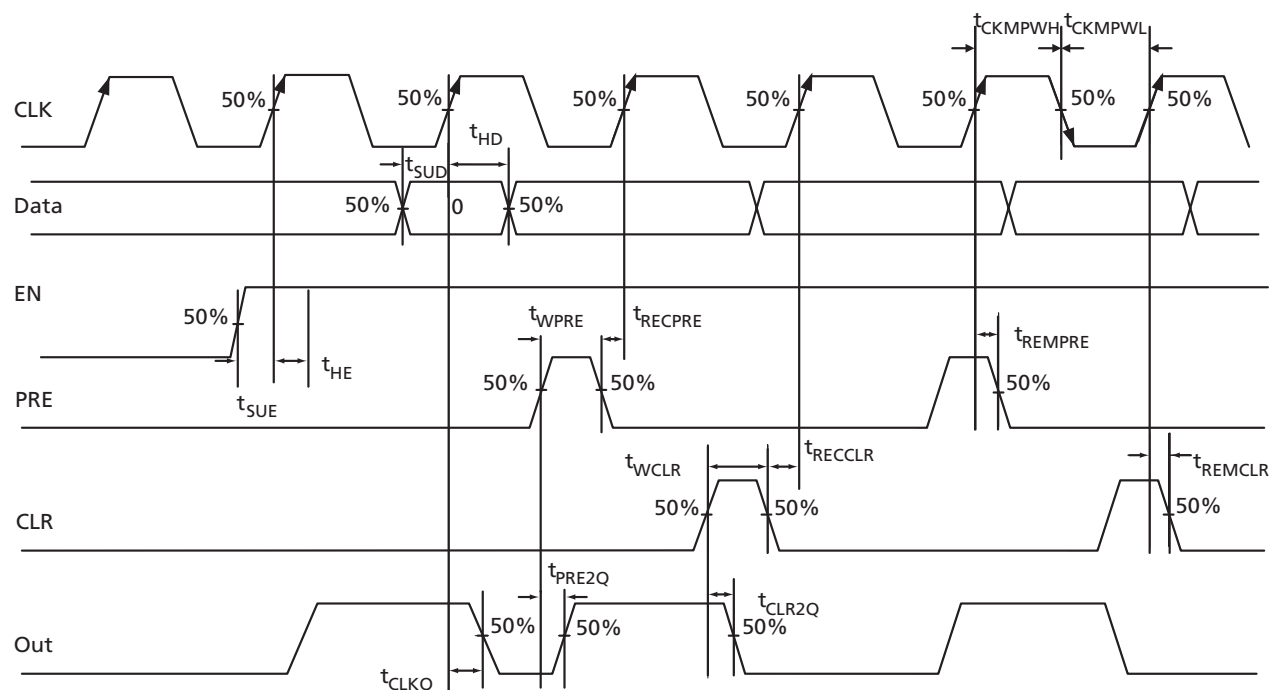 tCKMPWH tCKMPWL
CLK
50% 50% 50% 50% 50% 50% 50%
tHD
tSUD
Data
50% 0 50%
EN
50%
tWPRE tRECPRE
tREMPRE
tHE
PRE
50% 50% 50%
tSUE
tWCLR tRECCLR
tREMCLR
CLR
50% 50% 50%
tPRE2Q
tCLR2Q
Out
50% 50% 50%
tCLKQ